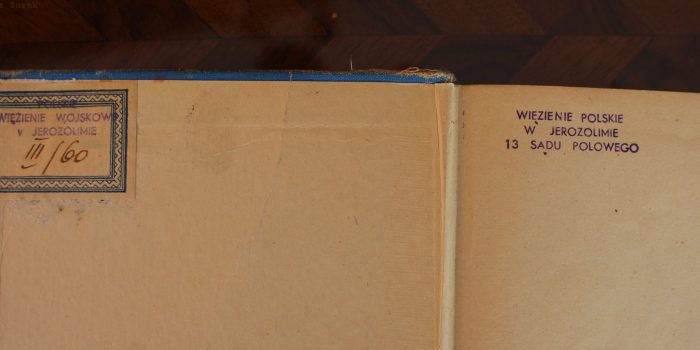 WIĘZIENIE WOJSKOWE
W JEROZOLIMIE
III/60
WIĘZIENIE POLSKIE
W JEROZOLIMIE
13 SĄDU POLOWEGO